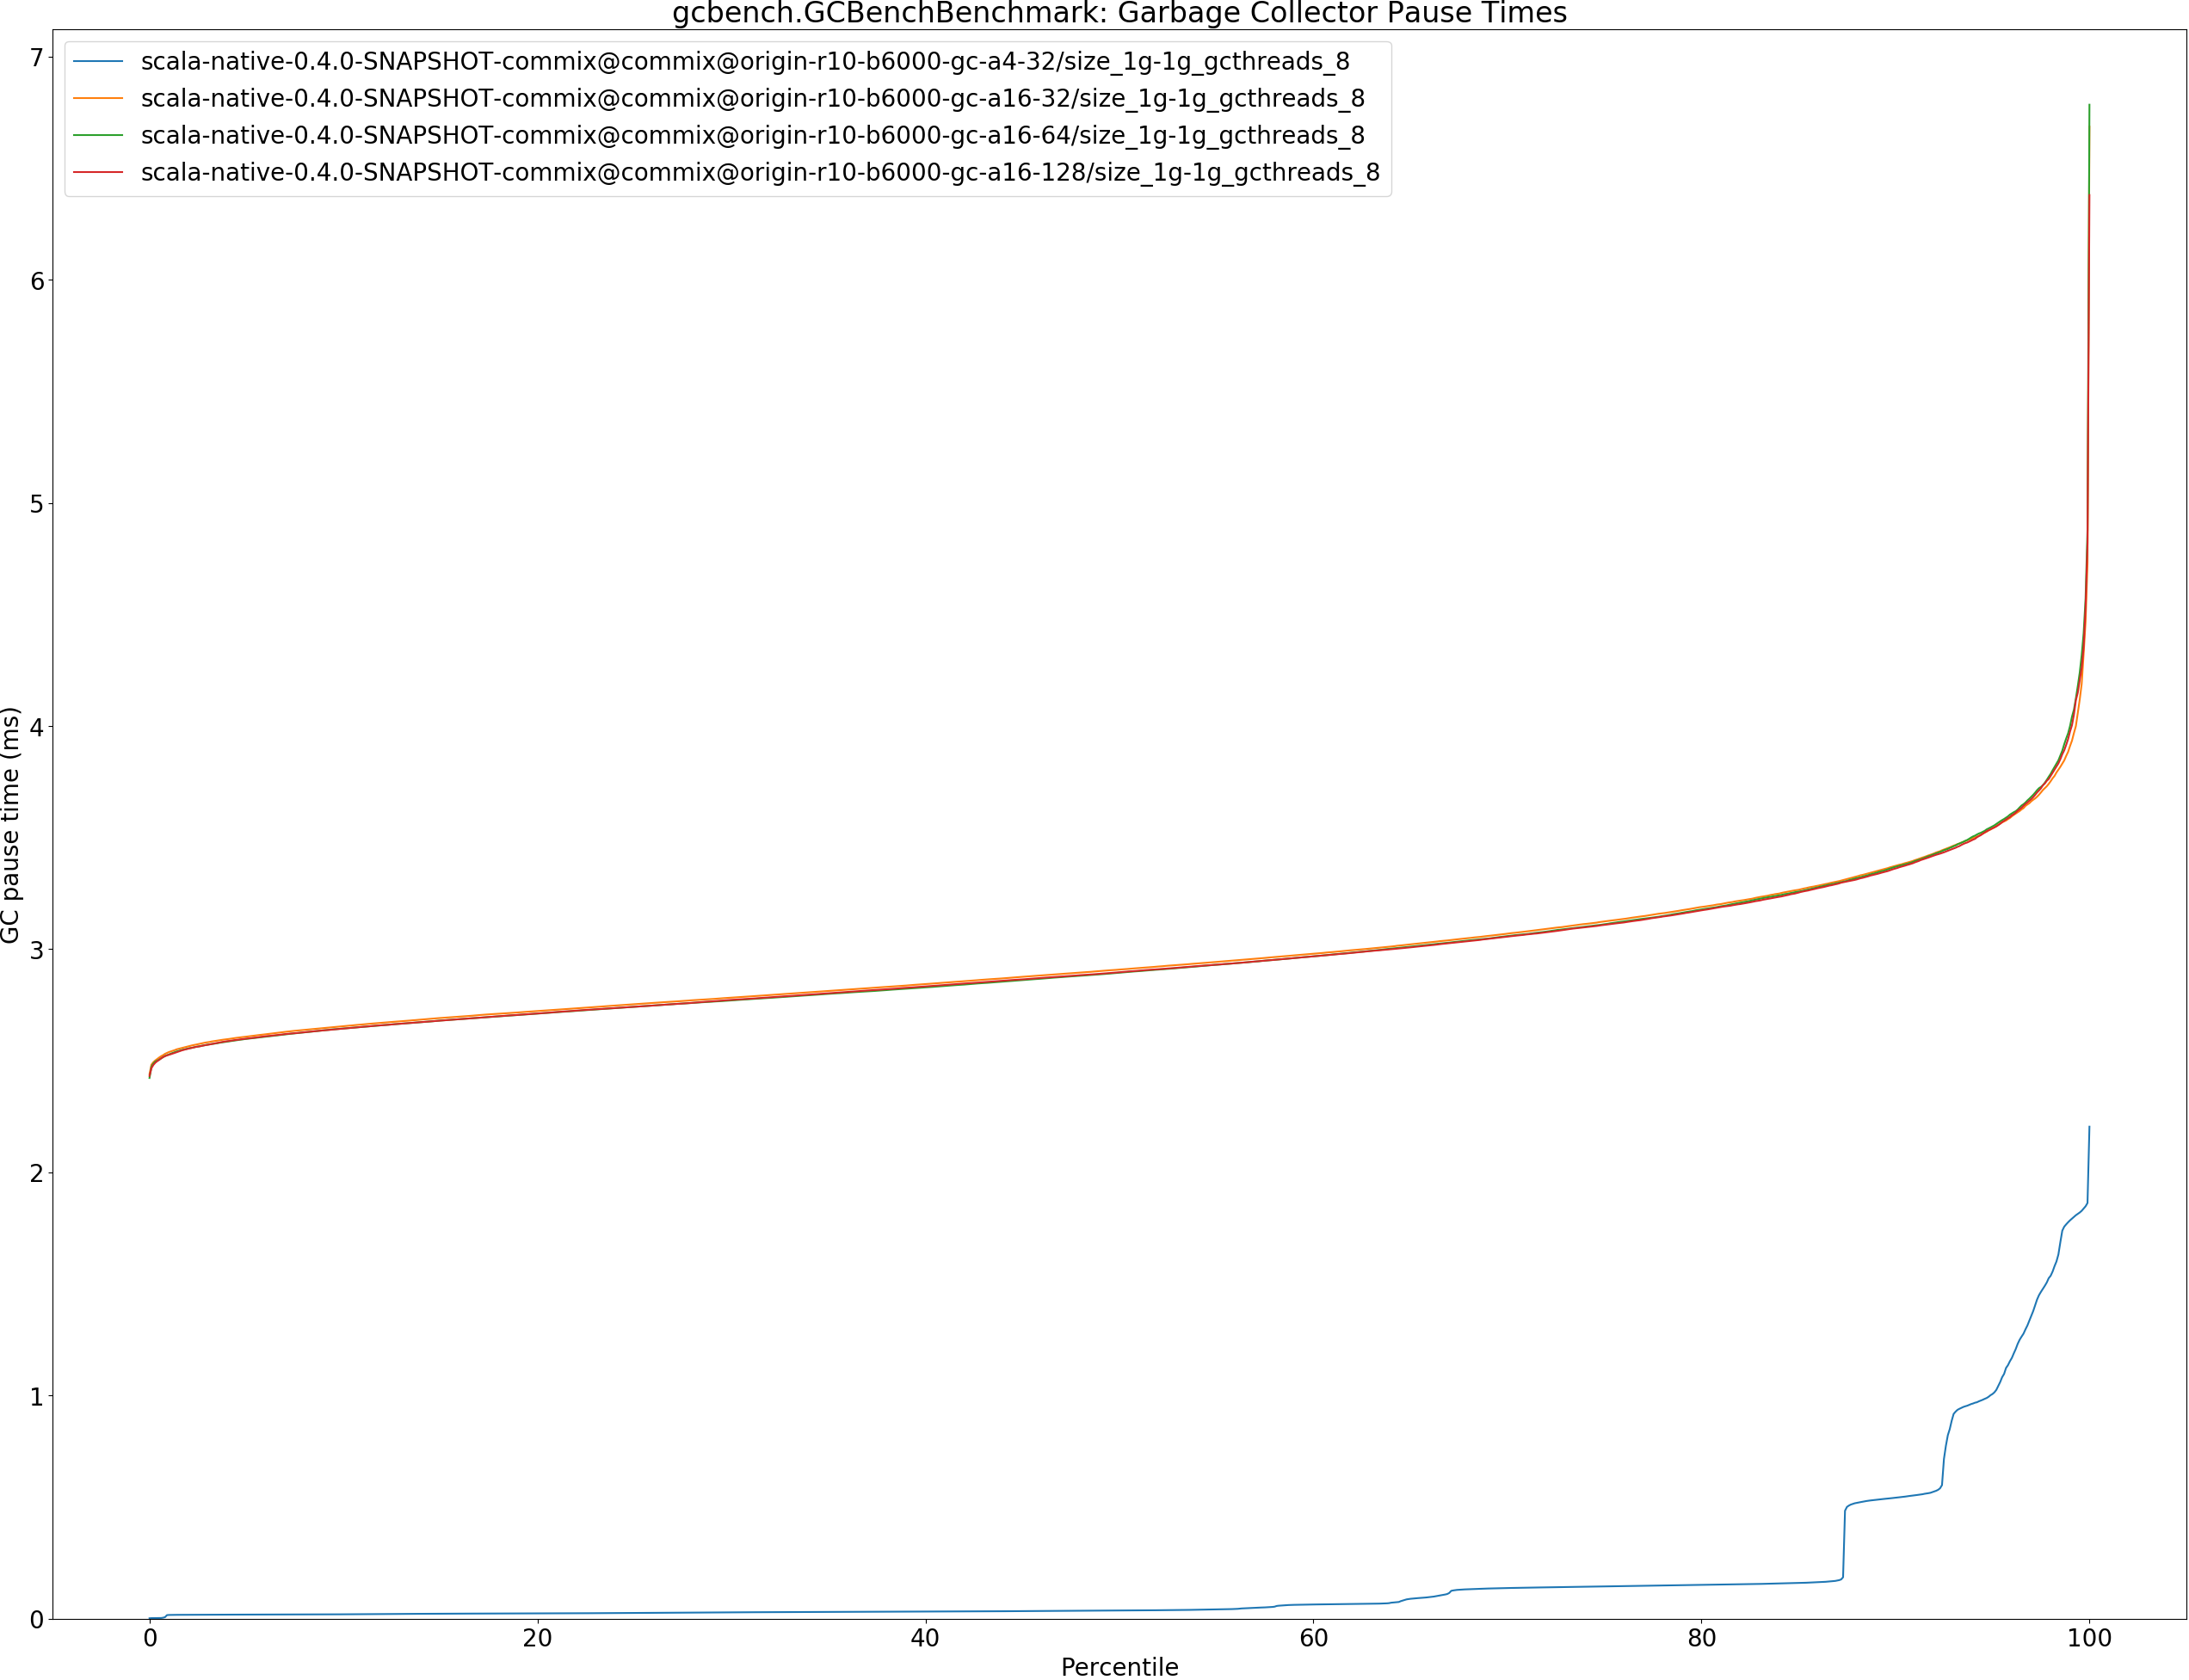 gcbench.GCBenchBenchmark: Garbage Collector Pause Times
scala-native-0.4.0-SNAPSHOT-commix@commix@origin-r10-b6000-gc-a4-32/size_1g-1g_gcthreads_8
scala-native-0.4.0-SNAPSHOT-commix@commix@origin-r10-b6000-gc-a16-32/size_1g-1g_gcthreads_8
scala-native-0.4.0-SNAPSHOT-commix@commix@origin-r10-b6000-gc-a16-64/size_1g-1g_gcthreads_8
scala-native-0.4.0-SNAPSHOT-commix@commix@origin-r10-b6000-gc-a16-128/size_1g-1g_gcthreads_8
GC pause time (ms)
7
6
5
4
3
2
1
0
0 20 40 60 80 100
Percentile